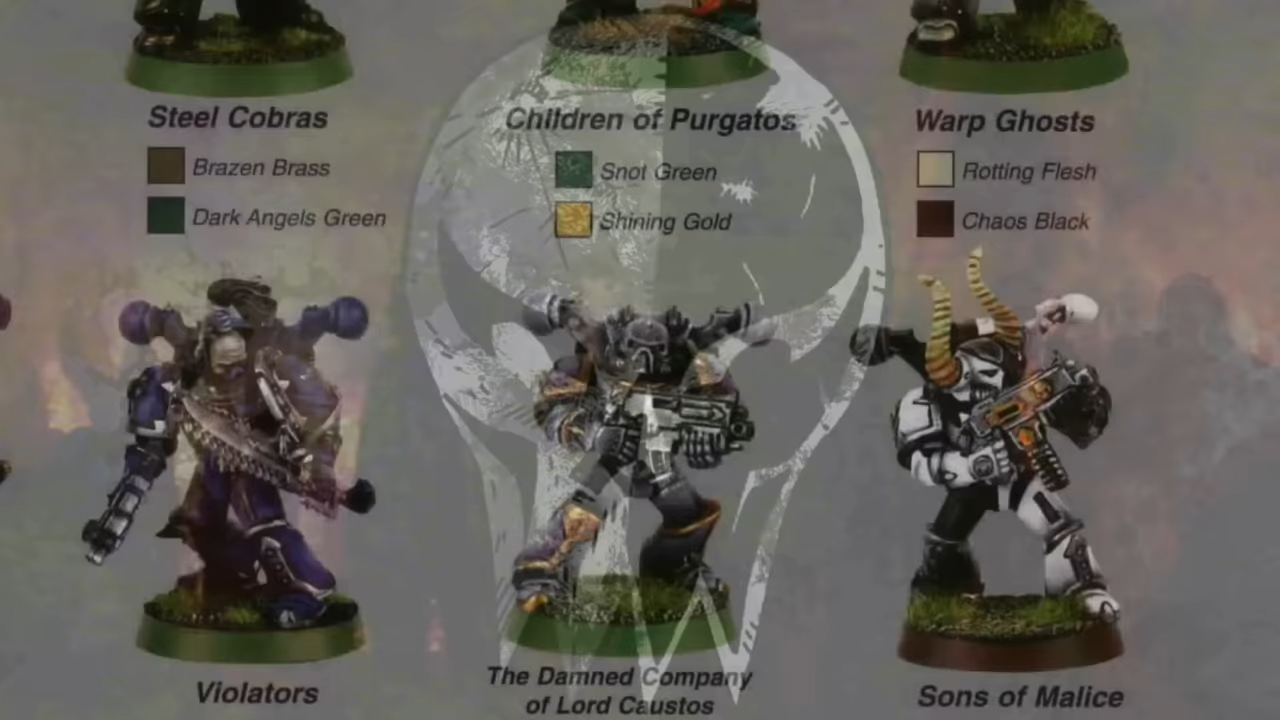 Steel Cobras
Brazen Brass
Dark Angels Green
Children of Purgatos
Snot Green
Shining Gold
Warp Ghosts
Rotting Flesh
Chaos Black
Violators
The Damned Company
of Lord Caustos
Sons of Malice